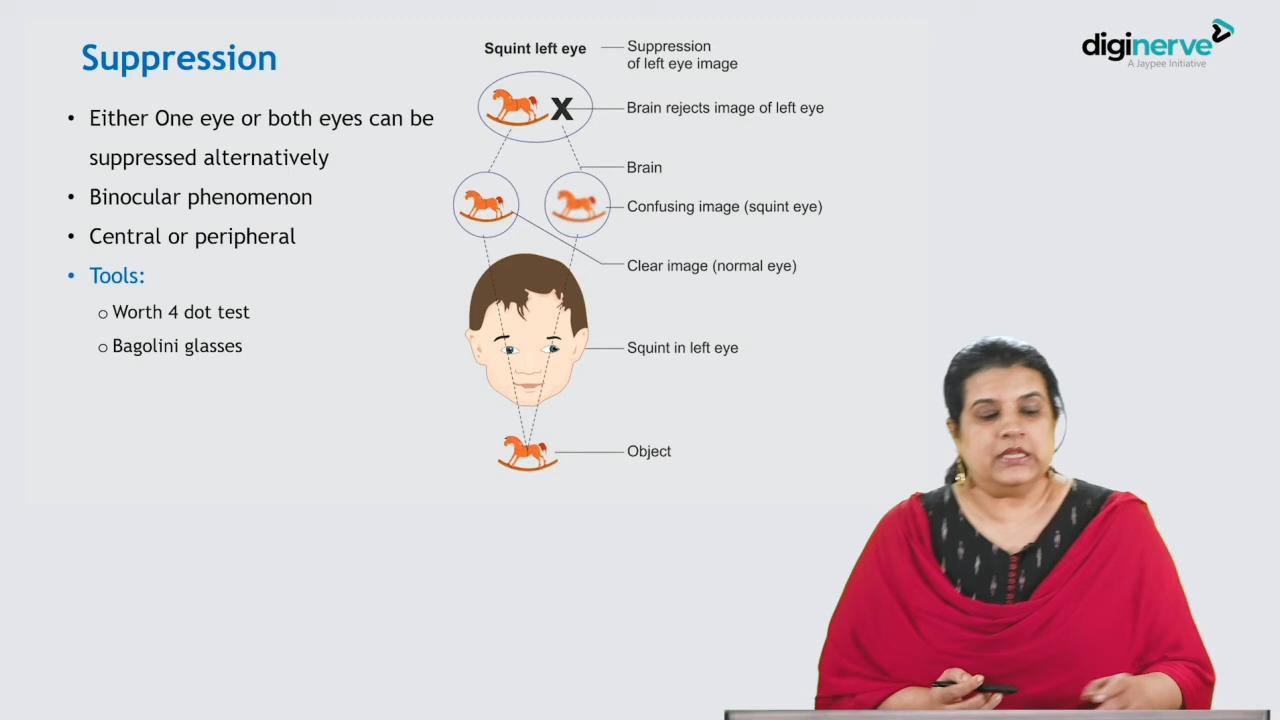 Suppression
• Either One eye or both eyes can be
suppressed alternatively
• Binocular phenomenon
• Central or peripheral
• Tools:
o Worth 4 dot test
o Bagolini glasses
Squint left eye
Suppression
of left eye image
X
Brain rejects image of left eye
Brain
Confusing image (squint eye)
Clear image (normal eye)
Squint in left eye
Object
diginerve
A Jaypee Initiative